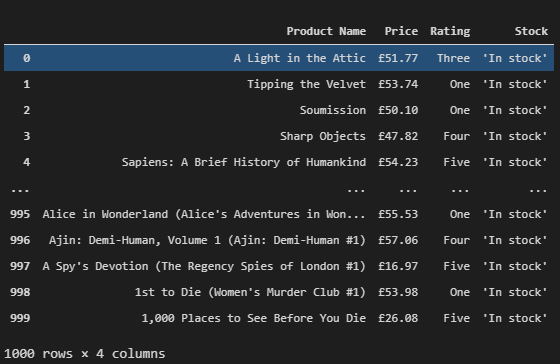 Product Name Price Rating Stock
0 A Light in the Attic £51.77 Three 'In stock'
1 Tipping the Velvet £53.74 One 'In stock'
2 Soumission £50.10 One 'In stock'
3 Sharp Objects £47.82 Four 'In stock'
4 Sapiens: A Brief History of Humankind £54.23 Five 'In stock'
... ... ... ... ...
995 Alice in Wonderland (Alice's Adventures in Won... £55.53 One 'In stock'
996 Ajin: Demi-Human, Volume 1 (Ajin: Demi-Human #1) £57.06 Four 'In stock'
997 A Spy's Devotion (The Regency Spies of London #1) £16.97 Five 'In stock'
998 1st to Die (Women's Murder Club #1) £53.98 One 'In stock'
999 1,000 Places to See Before You Die £26.08 Five 'In stock'
1000 rows × 4 columns